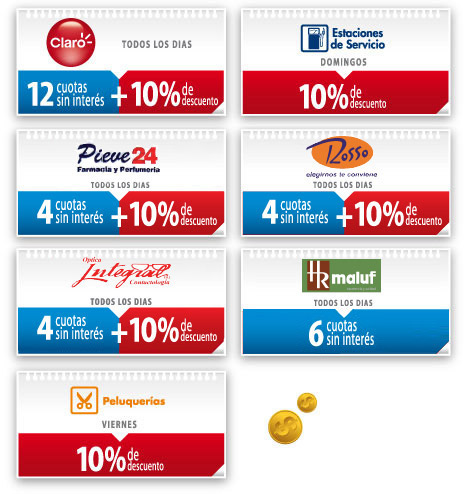 Claro
TODOS LOS DIAS
12 cuotas sin interés + 10% de descuento
Estaciones
de Servicio
DOMINGOS
10% de descuento
Pieve 24
Farmacia y Perfumería
TODOS LOS DIAS
4 cuotas sin interés + 10% de descuento
Rosso
elegirnos te conviene
TODOS LOS DIAS
4 cuotas sin interés + 10% de descuento
Optica
Integral
Contactología
TODOS LOS DIAS
4 cuotas sin interés + 10% de descuento
HR maluf
TODOS LOS DIAS
6 cuotas sin interés
Peluquerías
VIERNES
10% de descuento